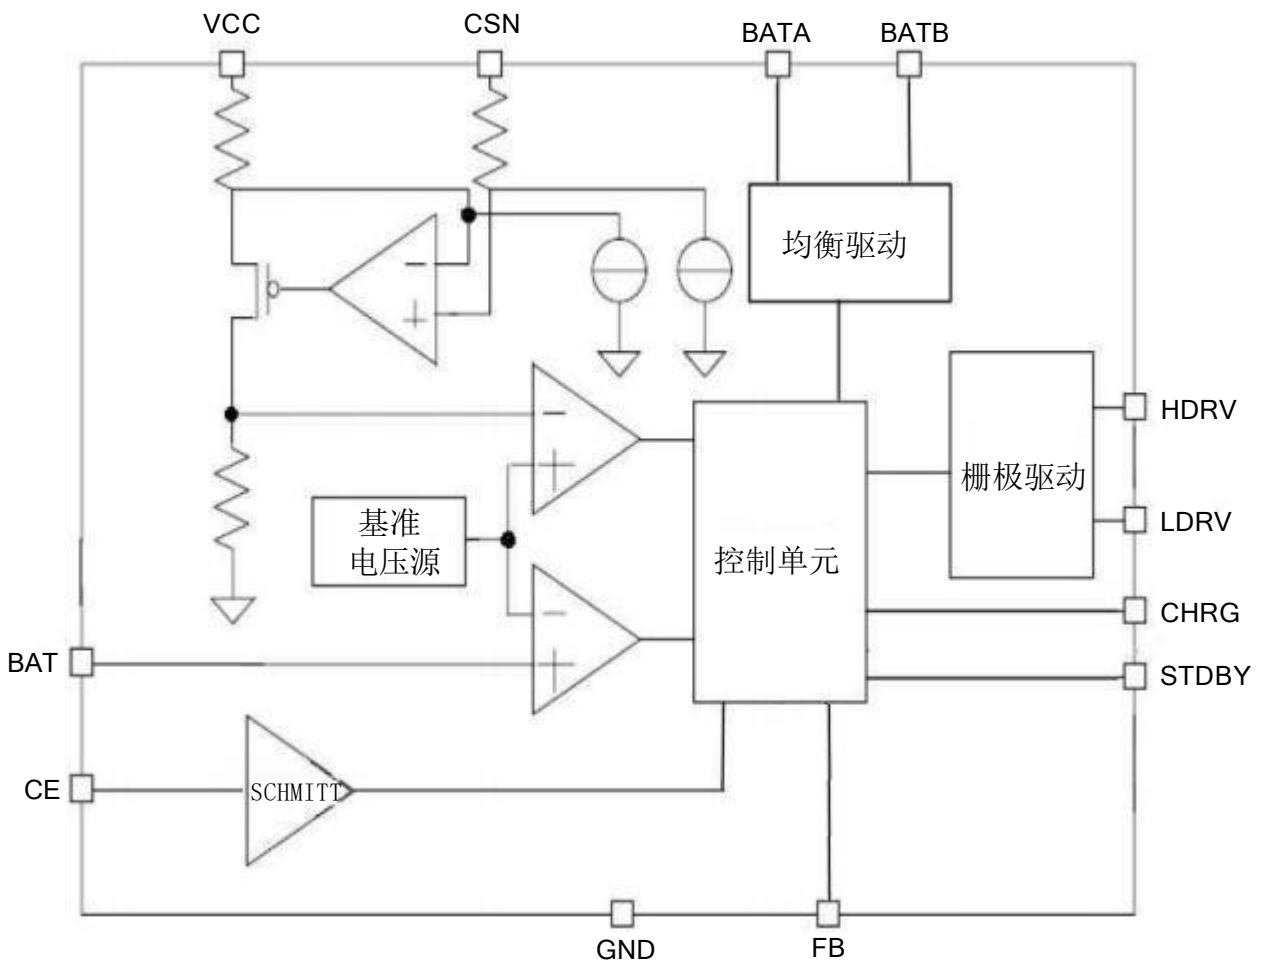 VCC
CSN
BATA
BATB
均衡驱动
HDRV
栅极驱动
LDRV
基准
电压源
控制单元
CHRG
BAT
STDBY
CE
SCHMITT
GND
FB